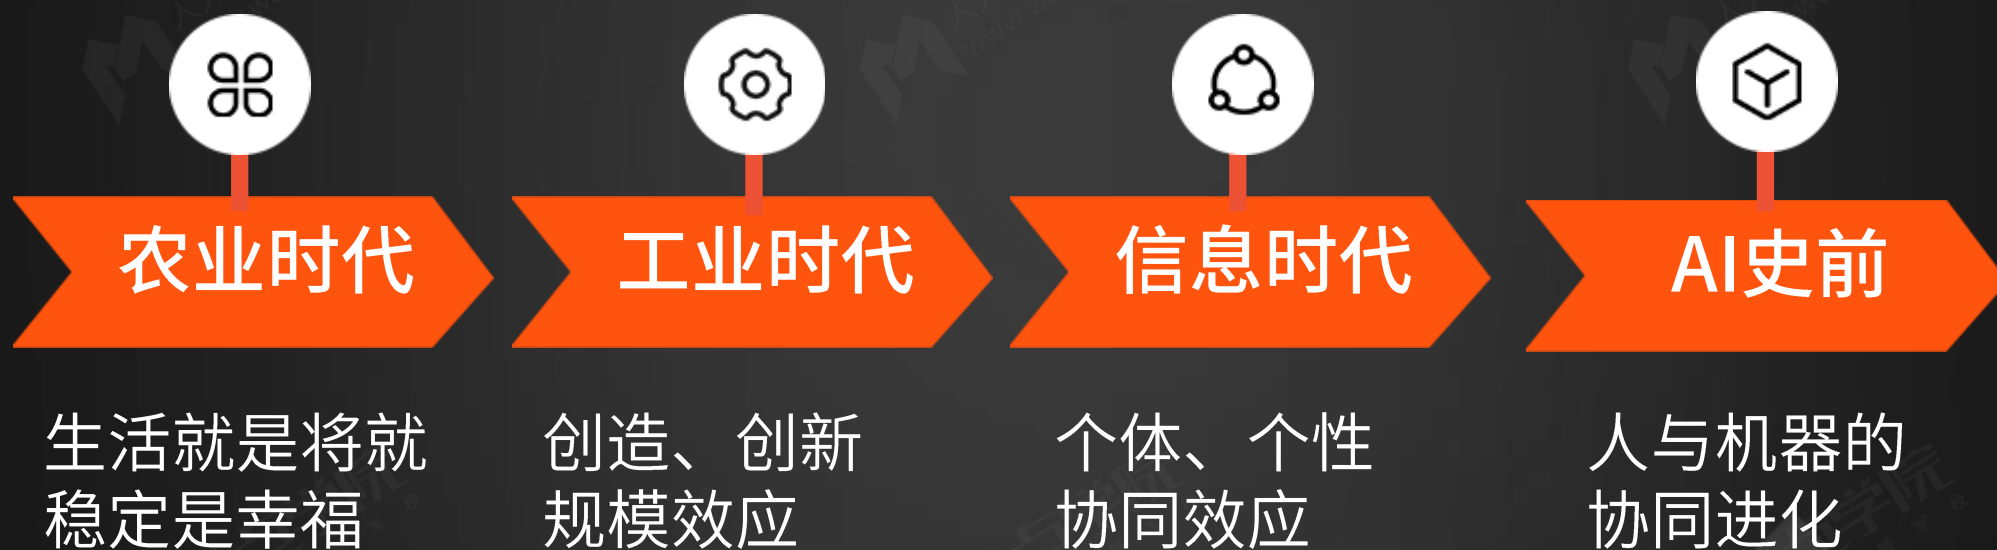 农业时代
工业时代
信息时代
AI史前
生活就是将就
稳定是幸福
创造、创新
规模效应
个体、个性
协同效应
人与机器的
协同进化